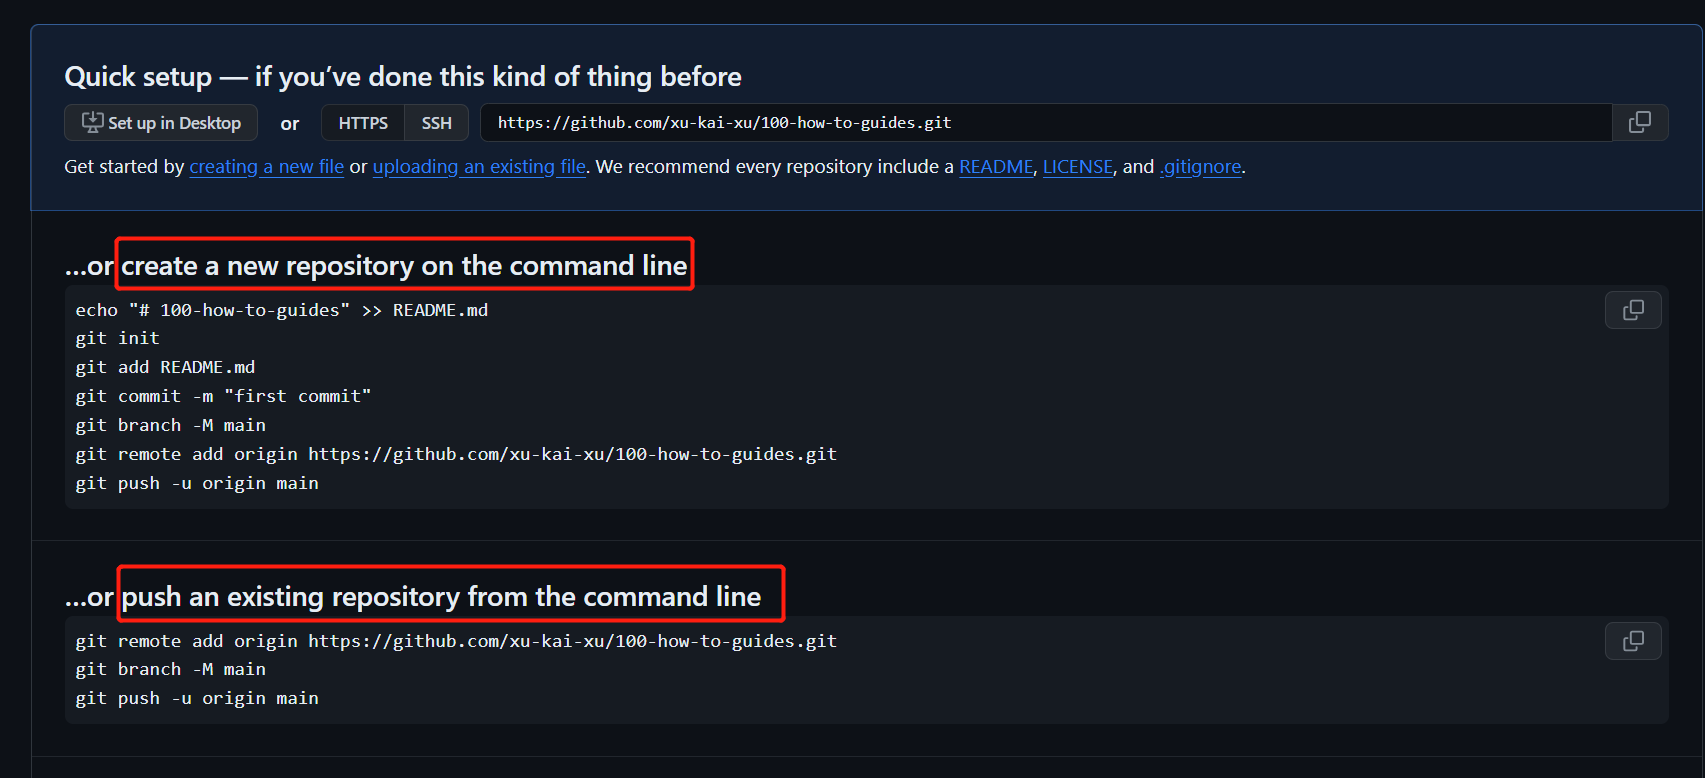 Quick setup — if you’ve done this kind of thing before
Set up in Desktop or HTTPS SSH https://github.com/xu-kai-xu/100-how-to-guides.git
Get started by creating a new file or uploading an existing file. We recommend every repository include a README, LICENSE, and .gitignore.
…or create a new repository on the command line
echo "# 100-how-to-guides" >> README.md
git init
git add README.md
git commit -m "first commit"
git branch -M main
git remote add origin https://github.com/xu-kai-xu/100-how-to-guides.git
git push -u origin main
…or push an existing repository from the command line
git remote add origin https://github.com/xu-kai-xu/100-how-to-guides.git
git branch -M main
git push -u origin main